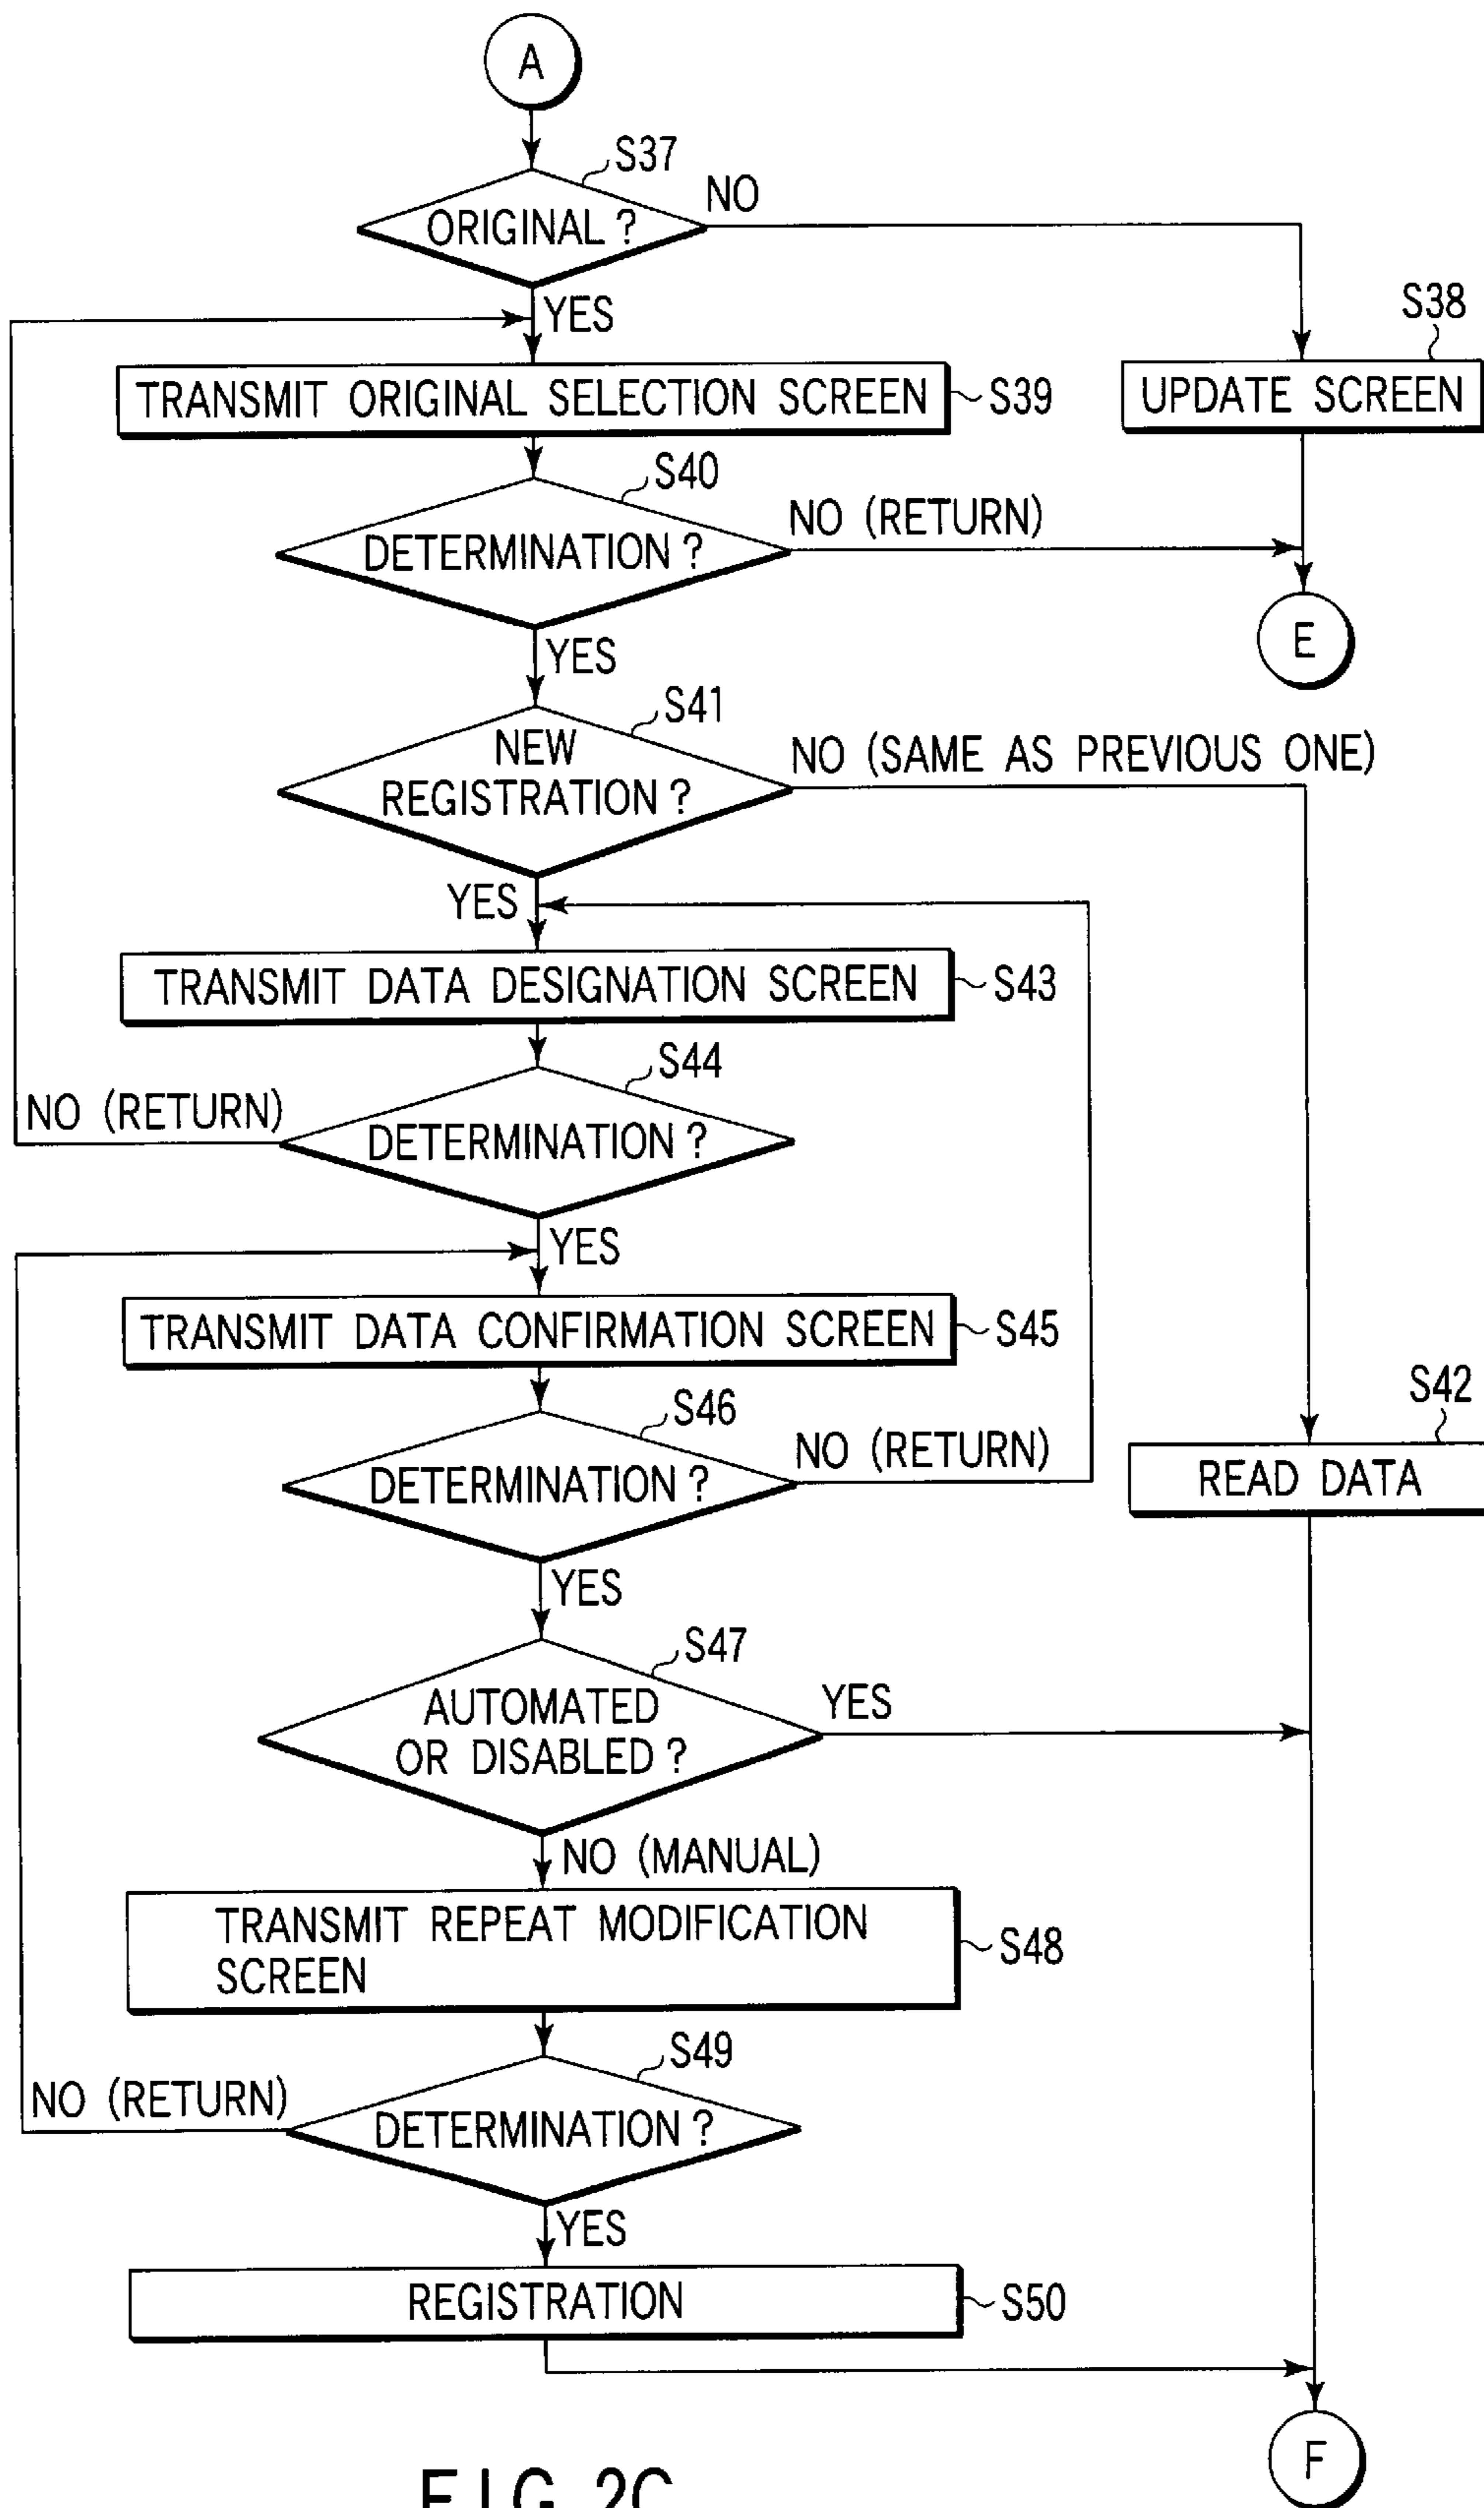 A
S37
ORIGINAL ?
NO
YES
S38
TRANSMIT ORIGINAL SELECTION SCREEN
S39
UPDATE SCREEN
S40
DETERMINATION ?
NO (RETURN)
E
YES
S41
NEW
REGISTRATION ?
NO (SAME AS PREVIOUS ONE)
YES
TRANSMIT DATA DESIGNATION SCREEN
S43
S44
NO (RETURN)
DETERMINATION ?
YES
TRANSMIT DATA CONFIRMATION SCREEN
S45
S42
S46
DETERMINATION ?
NO (RETURN)
READ DATA
YES
S47
AUTOMATED
OR DISABLED ?
YES
NO (MANUAL)
TRANSMIT REPEAT MODIFICATION
SCREEN
S48
S49
NO (RETURN)
DETERMINATION ?
YES
REGISTRATION
S50
F